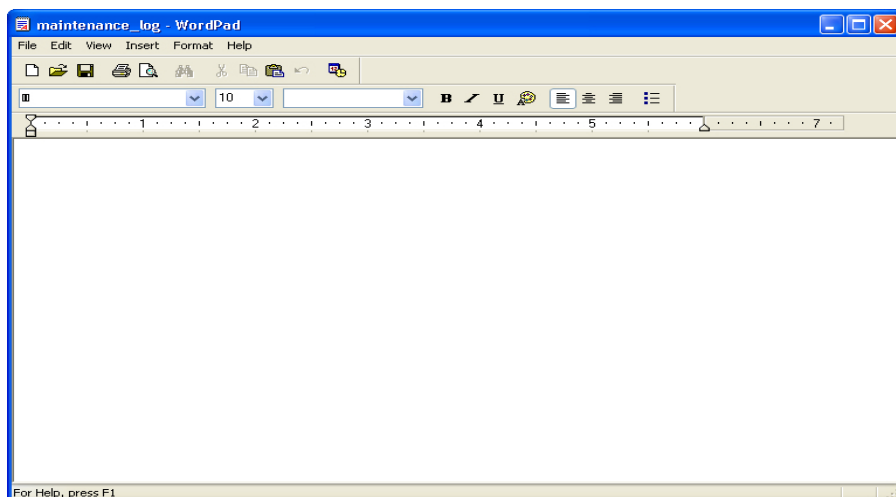 maintenance_log - WordPad
File Edit View Insert Format Help
10
B / U
1 2 3 4 5 7
For Help, press F1